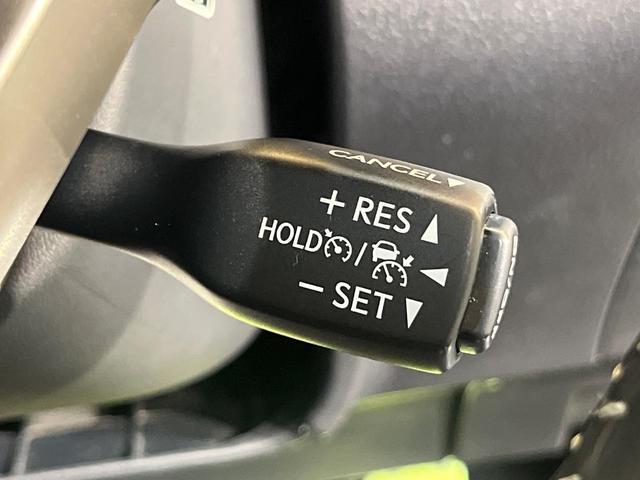 CANCEL▼
+ RES ▲
HOLD / ◀
− SET ▼